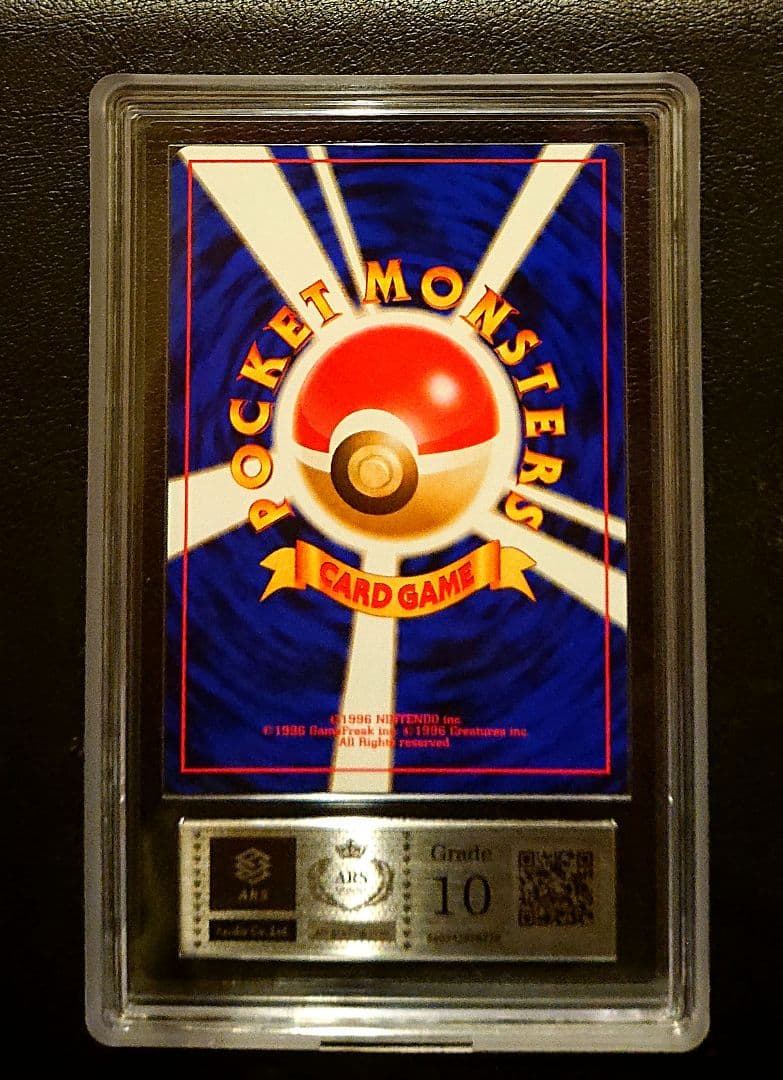 POCKET MONSTERS
CARD GAME
©1996 NINTENDO inc.
©1996 GameFreak inc. ©1996 Creatures inc.
All Rights reserved
ARS
ARS
Grade
10